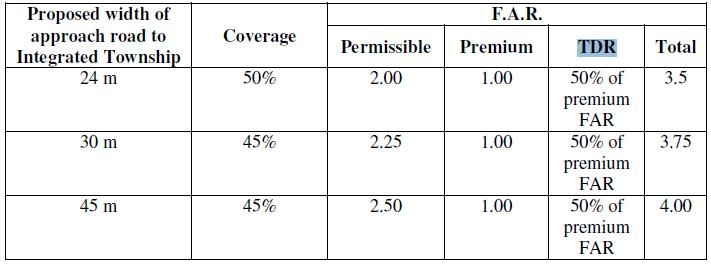 Proposed width of
approach road to
Integrated Township
Coverage
F.A.R.
Permissible
Premium
TDR
Total
24 m
50%
2.00
1.00
50% of
premium
FAR
3.5
30 m
45%
2.25
1.00
50% of
premium
FAR
3.75
45 m
45%
2.50
1.00
50% of
premium
FAR
4.00